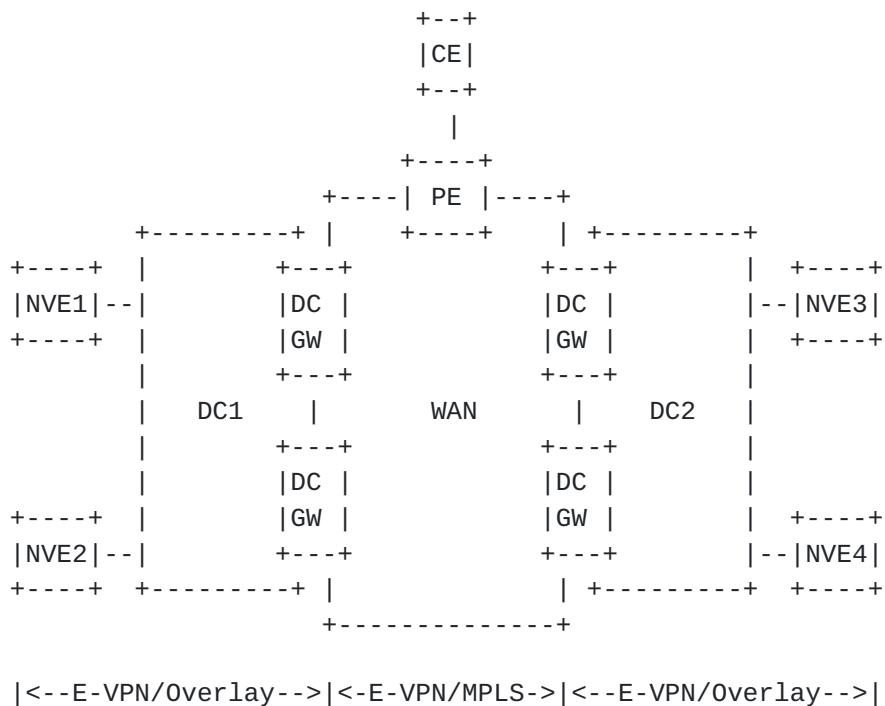 CE
PE
NVE1 DC GW DC GW NVE3
DC1 WAN DC2
NVE2 DC GW DC GW NVE4
|<--E-VPN/Overlay-->|<-E-VPN/MPLS->|<--E-VPN/Overlay-->|